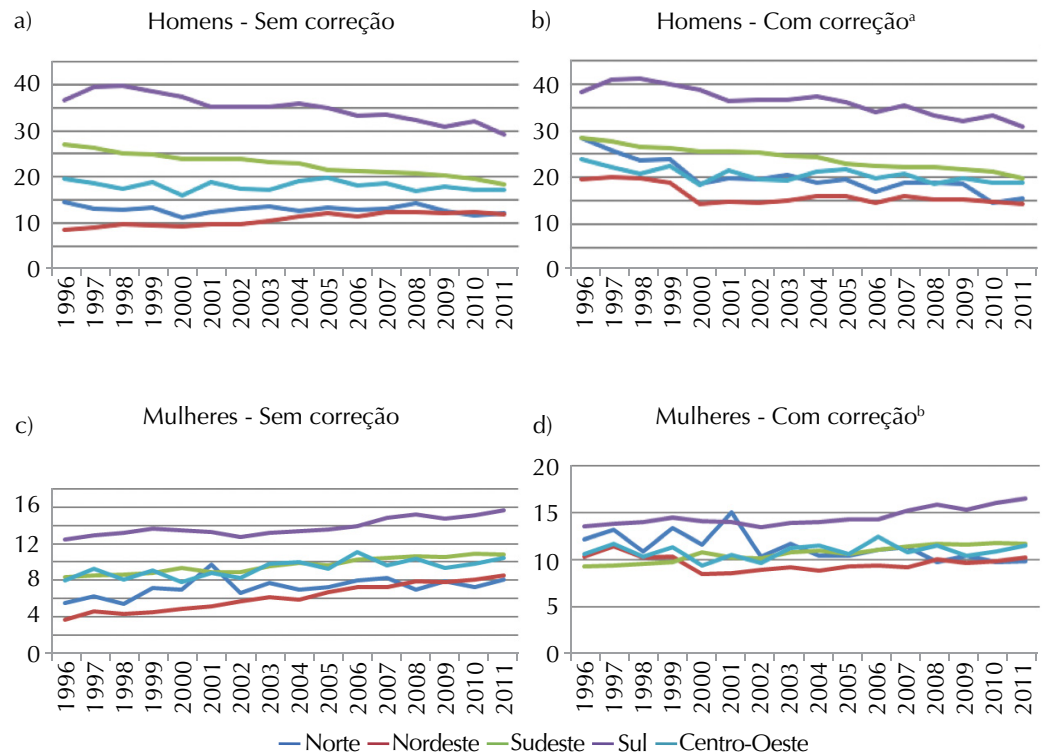 a) Homens - Sem correção
40
30
20
10
0
1996 1997 1998 1999 2000 2001 2002 2003 2004 2005 2006 2007 2008 2009 2010 2011
b) Homens - Com correçãoᵃ
40
30
20
10
0
1996 1997 1998 1999 2000 2001 2002 2003 2004 2005 2006 2007 2008 2009 2010 2011
c) Mulheres - Sem correção
16
12
8
4
0
1996 1997 1998 1999 2000 2001 2002 2003 2004 2005 2006 2007 2008 2009 2010 2011
d) Mulheres - Com correçãoᵇ
20
15
10
5
0
1996 1997 1998 1999 2000 2001 2002 2003 2004 2005 2006 2007 2008 2009 2010 2011
Norte Nordeste Sudeste Sul Centro-Oeste